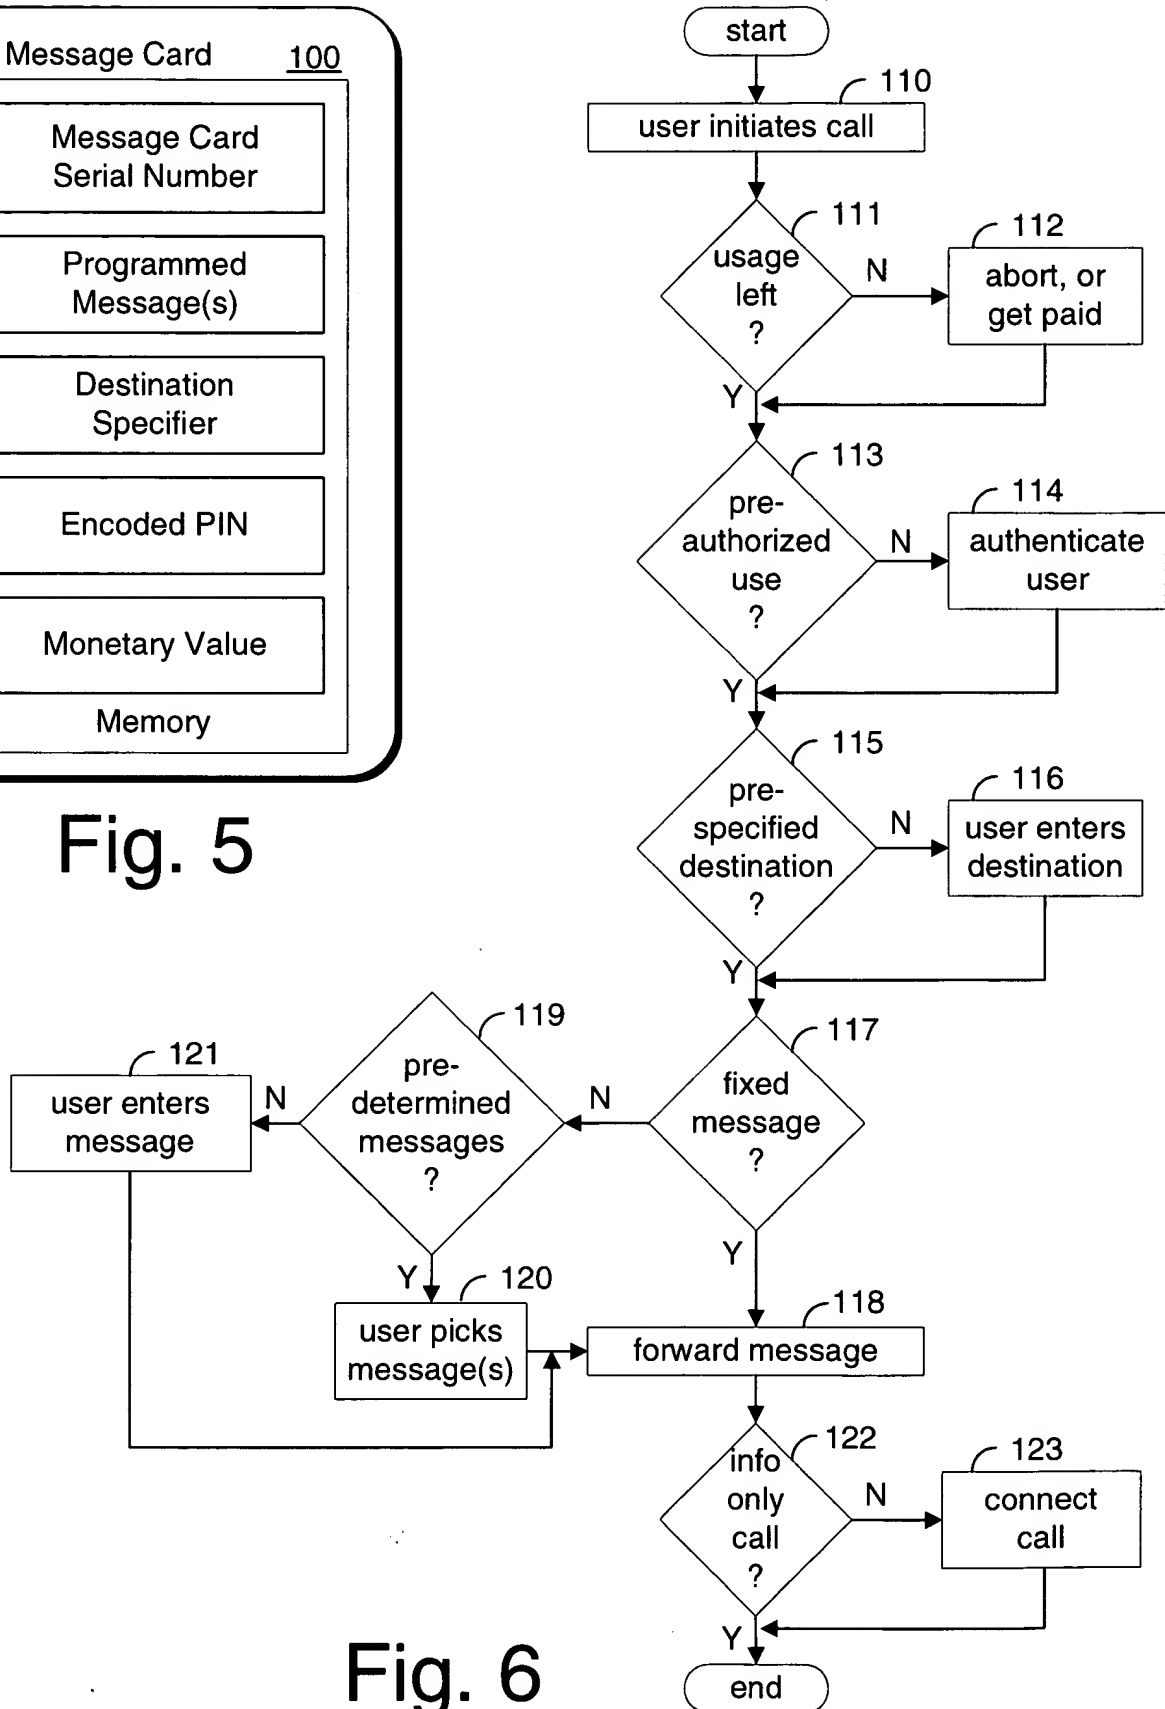 Message Card 100
Message Card
Serial Number
Programmed
Message(s)
Destination
Specifier
Encoded PIN
Monetary Value
Memory
Fig. 5
start
110
user initiates call
111
usage
left
?
N
Y
112
abort, or
get paid
113
pre-
authorized
use
?
N
Y
114
authenticate
user
115
pre-
specified
destination
?
N
Y
116
user enters
destination
117
fixed
message
?
N
Y
119
pre-
determined
messages
?
N
Y
121
user enters
message
120
user picks
message(s)
118
forward message
122
info
only
call
?
N
Y
123
connect
call
end
Fig. 6